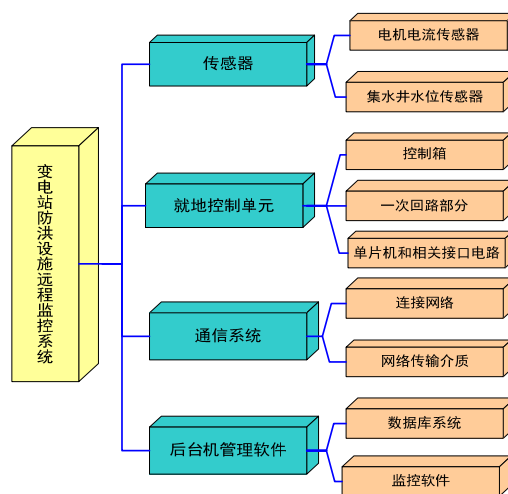 变电站防洪设施远程监控系统
传感器
电机电流传感器
集水井水位传感器
就地控制单元
控制箱
一次回路部分
单片机和相关接口电路
通信系统
连接网络
网络传输介质
后台机管理软件
数据库系统
监控软件